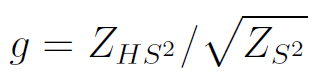 g = Z_{HS^2}/\sqrt{Z_{S^2}}